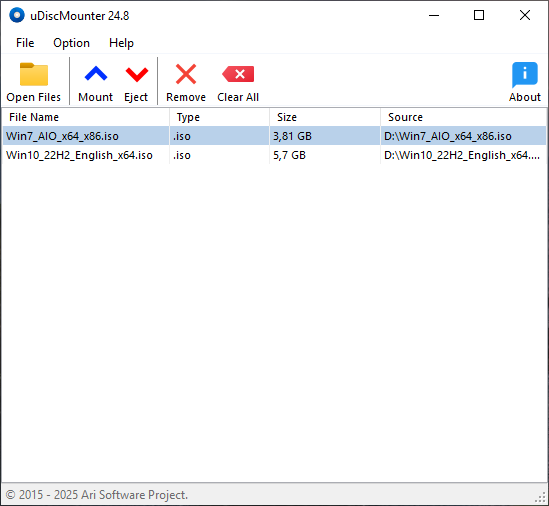 uDiscMounter 24.8
File Option Help
Open Files Mount Eject Remove Clear All About
File Name Type Size Source
Win7_AIO_x64_x86.iso .iso 3,81 GB D:\Win7_AIO_x64_x86.iso
Win10_22H2_English_x64.iso .iso 5,7 GB D:\Win10_22H2_English_x64....
© 2015 - 2025 Ari Software Project.